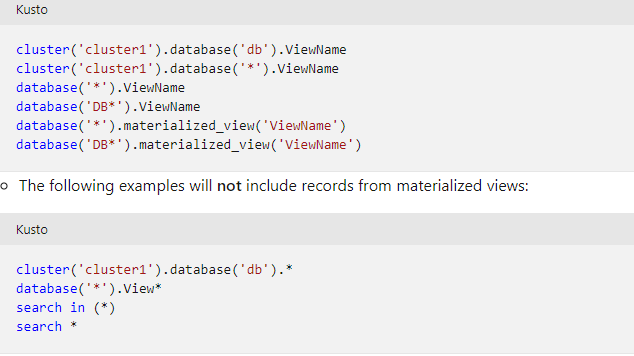 Kusto
cluster('cluster1').database('db').ViewName
cluster('cluster1').database('*').ViewName
database('*').ViewName
database('DB*').ViewName
database('*').materialized_view('ViewName')
database('DB*').materialized_view('ViewName')
The following examples will not include records from materialized views:
Kusto
cluster('cluster1').database('db').*
database('*').View*
search in (*)
search *